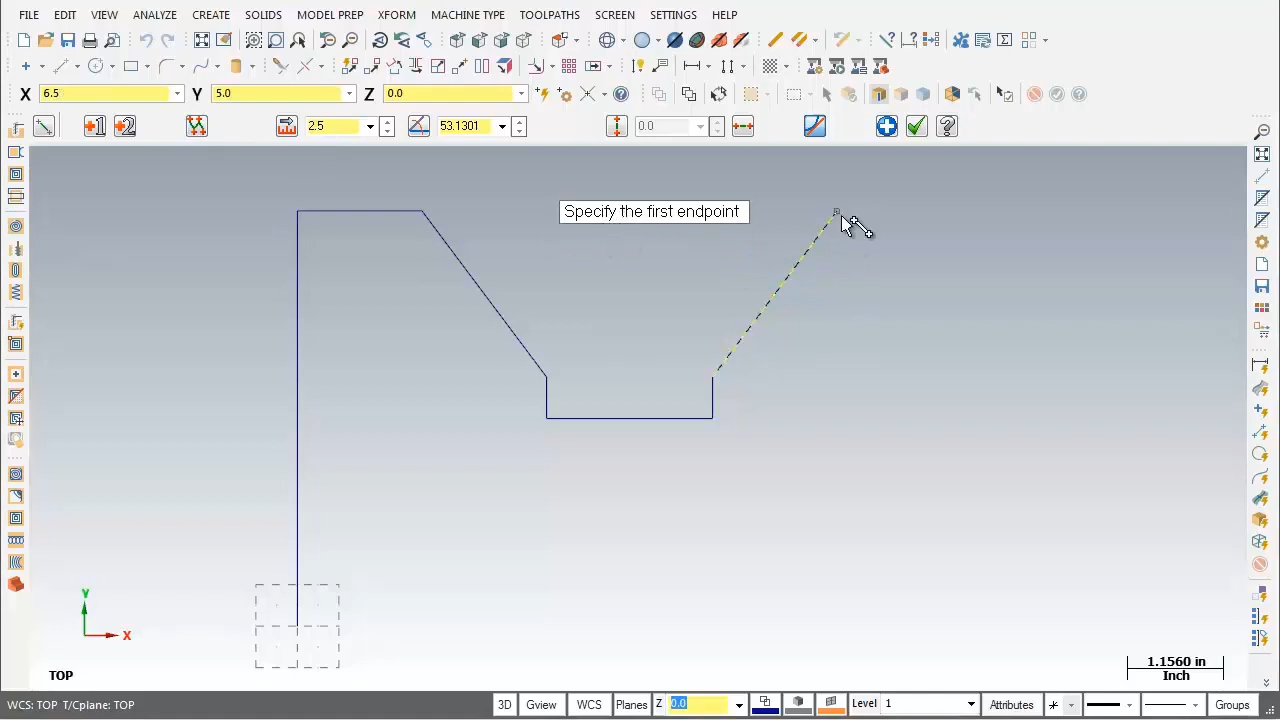 FILE EDIT VIEW ANALYZE CREATE SOLIDS MODEL PREP XFORM MACHINE TYPE TOOLPATHS SCREEN SETTINGS HELP
X 6.5 Y 5.0 Z 0.0
+1 +2 2.5 53.1301 0.0
Specify the first endpoint
Y
X
1.1560 in
Inch
TOP
WCS: TOP T/Cplane: TOP 3D Gview WCS Planes Z 0.0 Level 1 Attributes Groups